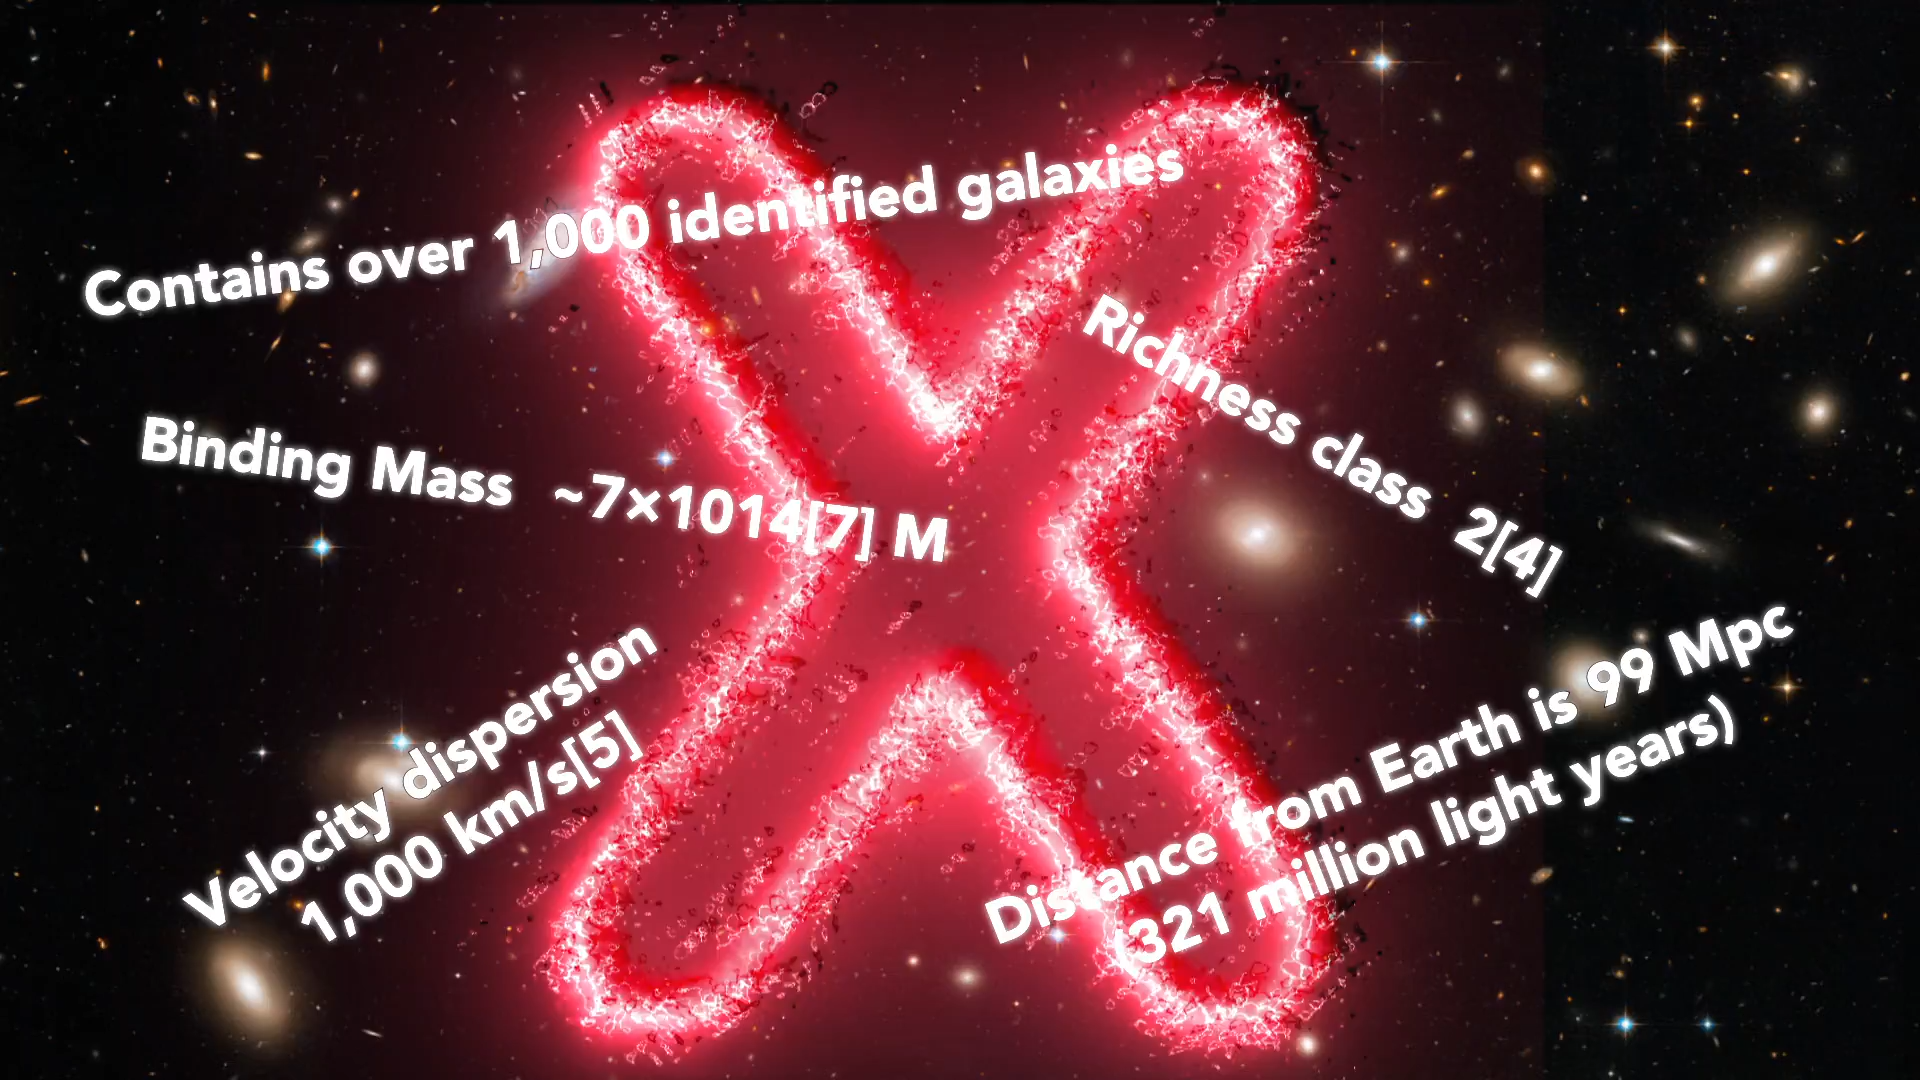 Contains over 1,000 identified galaxies
Richness class 2[4]
Binding Mass ~7×1014[7] M
Velocity dispersion
1,000 km/s[5]
Distance from Earth is 99 Mpc
(321 million light years)